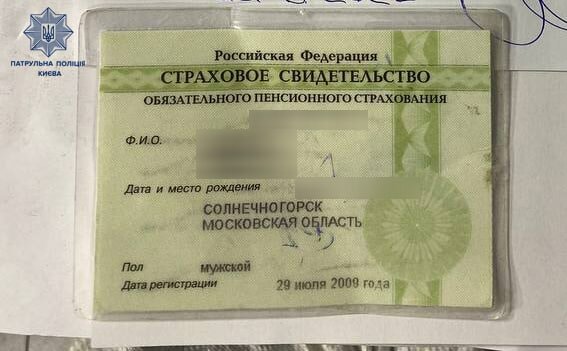 ПАТРУЛЬНА ПОЛІЦІЯ
КИЄВА
Российская Федерация
СТРАХОВОЕ СВИДЕТЕЛЬСТВО
ОБЯЗАТЕЛЬНОГО ПЕНСИОННОГО СТРАХОВАНИЯ
Ф.И.О.
Дата и место рождения
СОЛНЕЧНОГОРСК
МОСКОВСКАЯ ОБЛАСТЬ
Пол мужской
Дата регистрации 29 июля 2009 года